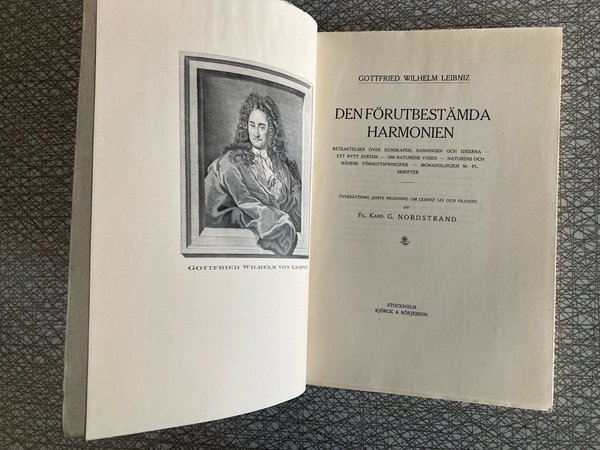 GOTTFRIED WILHELM VON LEIBNIZ
GOTTFRIED WILHELM LEIBNIZ
DEN FÖRUTBESTÄMDA
HARMONIEN
BETRAKTELSER ÖVER KUNSKAPEN, SANNINGEN OCH IDÉERNA —
ETT NYTT SYSTEM — OM NATURENS VÄSEN — NATURENS OCH
NÅDENS FÖRNUFTSPRINCIPER — MONADOLOGIEN M. FL.
SKRIFTER
ÖVERSÄTTNING JÄMTE INLEDNING OM LEIBNIZ' LIV OCH FILOSOFI
AV
FIL. KAND. G. NORDSTRAND
STOCKHOLM
BJÖRCK & BÖRJESSON